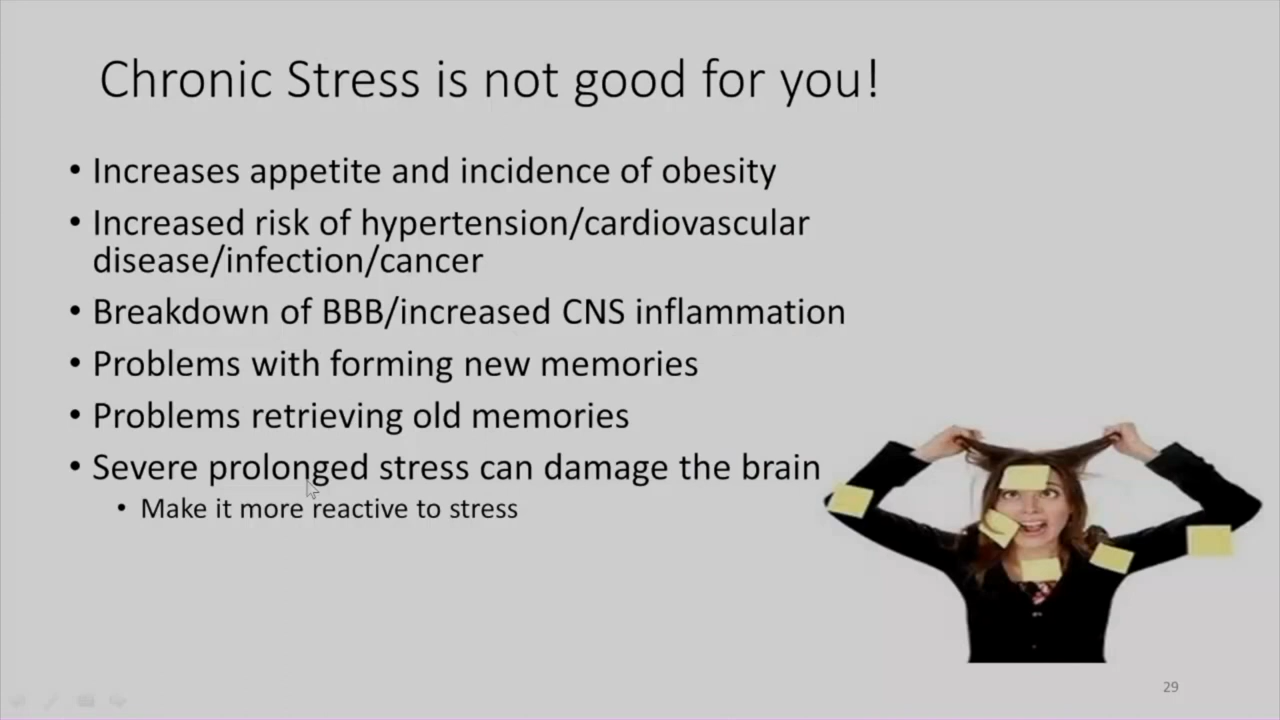 Chronic Stress is not good for you!
• Increases appetite and incidence of obesity
• Increased risk of hypertension/cardiovascular
disease/infection/cancer
• Breakdown of BBB/increased CNS inflammation
• Problems with forming new memories
• Problems retrieving old memories
• Severe prolonged stress can damage the brain
• Make it more reactive to stress
29